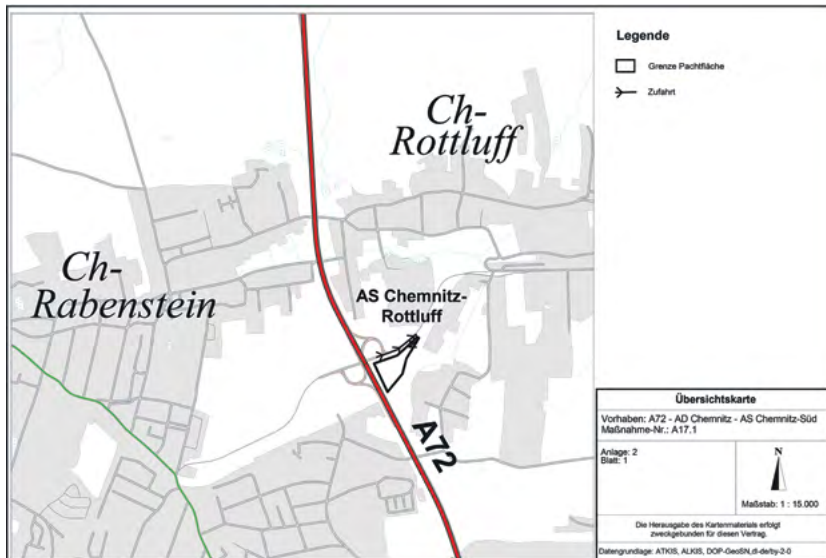 Ch-
Rottluff
Ch-
Rabenstein
AS Chemnitz-
Rottluff
A72
Legende
Grenze Pachtfläche
Zufahrt
Übersichtskarte
Vorhaben: A72 - AD Chemnitz - AS Chemnitz-Süd
Maßnahme-Nr.: A17.1
Anlage: 2
Blatt: 1
N
Maßstab: 1 : 15.000
Die Herausgabe des Kartenmaterials erfolgt
zweckgebunden für diesen Vertrag.
Datengrundlage: ATKIS, ALKIS, DOP-GeoSN,dl-de/by-2-0